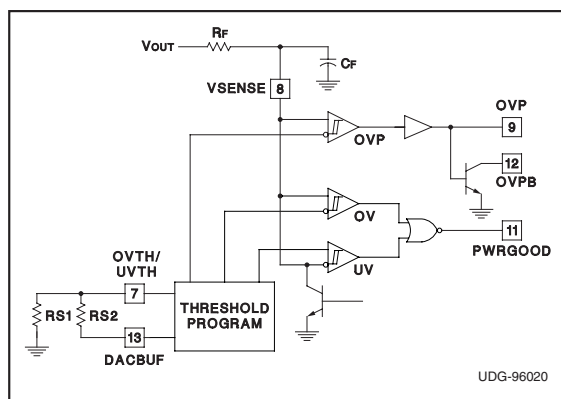 VOUT
RF
CF
VSENSE
8
OVP
OVP
9
12
OVPB
OV
11
PWRGOOD
UV
OVTH/
UVTH
7
THRESHOLD
PROGRAM
RS1
RS2
13
DACBUF
UDG-96020